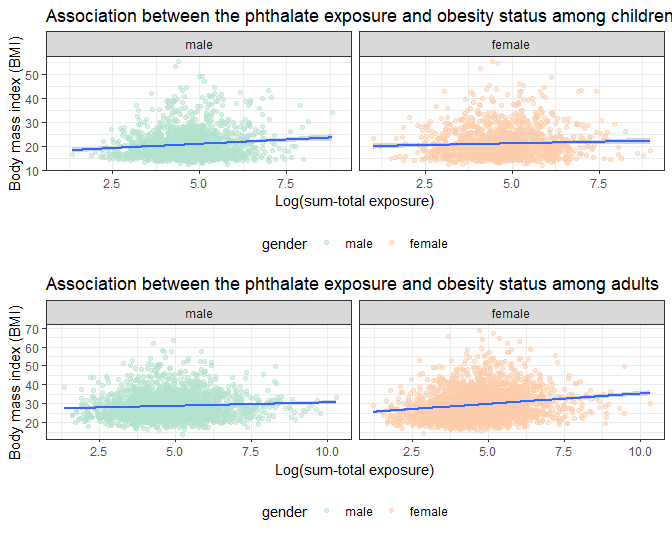 Association between the phthalate exposure and obesity status among children
male female
Body mass index (BMI)
50
40
30
20
10
2.5 5.0 7.5 2.5 5.0 7.5
Log(sum-total exposure)
gender male female
Association between the phthalate exposure and obesity status among adults
male female
Body mass index (BMI)
70
60
50
40
30
20
2.5 5.0 7.5 10.0 2.5 5.0 7.5 10.0
Log(sum-total exposure)
gender male female